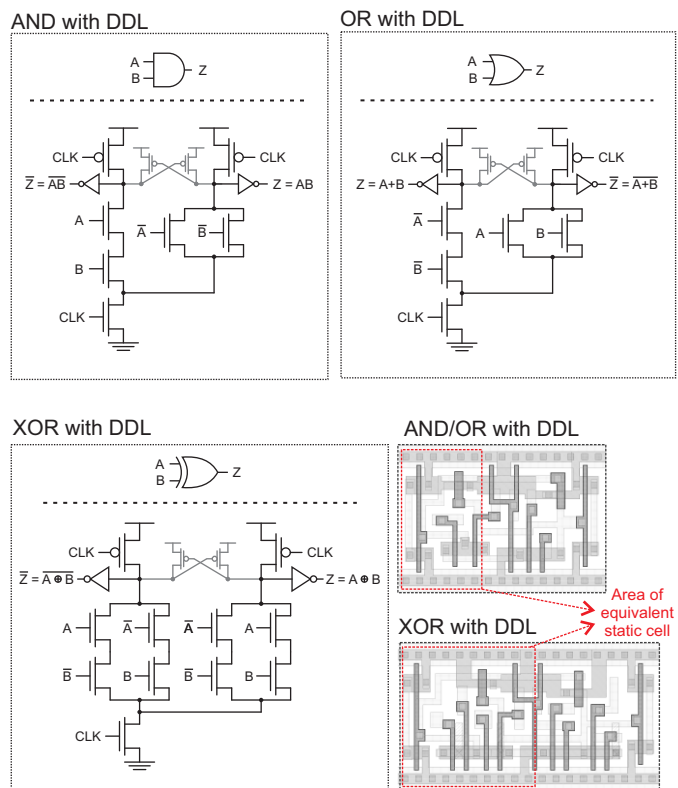 AND with DDL
A
B
Z
CLK
CLK
Z̅ = A̅B̅
Z = AB
A
A̅
B̅
B
CLK
OR with DDL
A
B
Z
CLK
CLK
Z = A+B
Z̅ = A̅+̅B̅
A̅
A
B
B̅
CLK
XOR with DDL
A
B
Z
CLK
CLK
Z̅ = A̅ ⊕̅ B̅
Z = A ⊕ B
A
A̅
A̅
A
B̅
B
B̅
B
CLK
AND/OR with DDL
Area of
equivalent
static cell
XOR with DDL